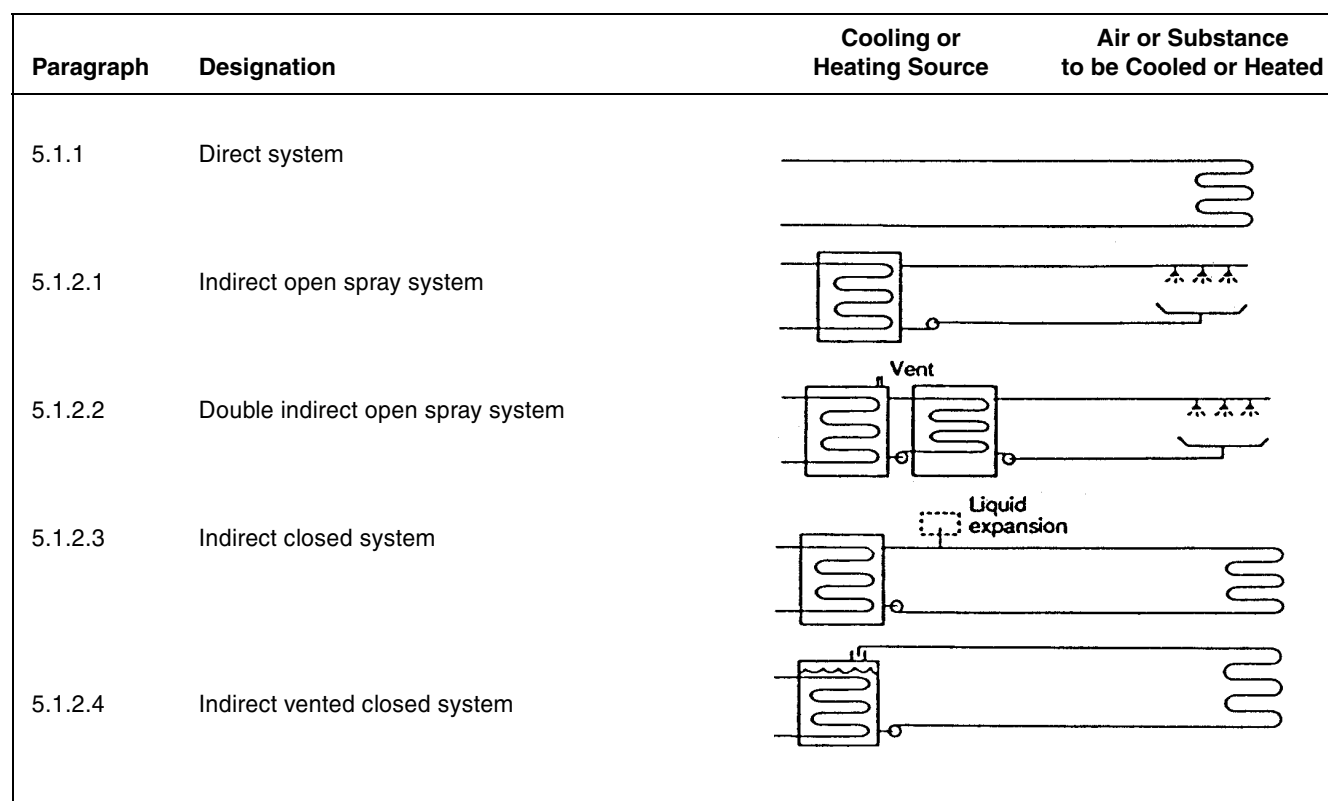 Paragraph Designation Cooling or Heating Source Air or Substance to be Cooled or Heated
5.1.1 Direct system
5.1.2.1 Indirect open spray system
Vent
5.1.2.2 Double indirect open spray system
Liquid expansion
5.1.2.3 Indirect closed system
5.1.2.4 Indirect vented closed system